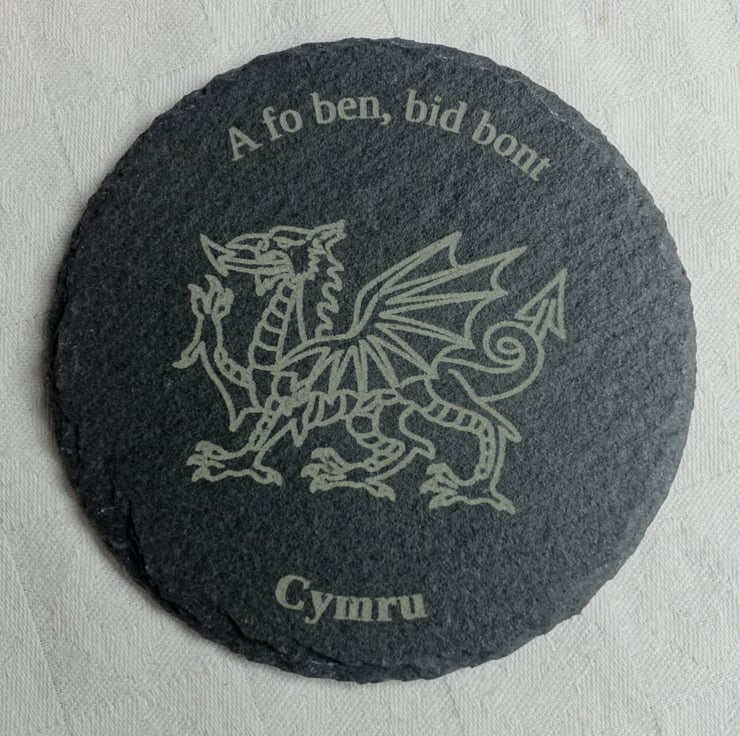 A fo ben, bid bont
Cymru